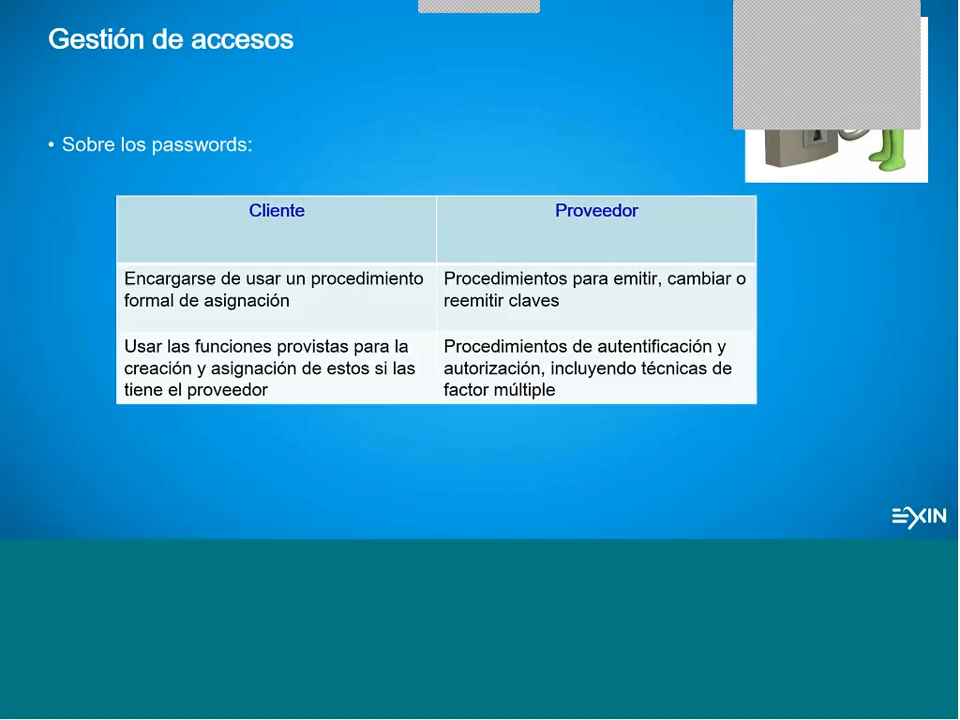 Gestión de accesos
• Sobre los passwords:
Cliente
Proveedor
Encargarse de usar un procedimiento
formal de asignación
Procedimientos para emitir, cambiar o
reemitir claves
Usar las funciones provistas para la
creación y asignación de estos si las
tiene el proveedor
Procedimientos de autentificación y
autorización, incluyendo técnicas de
factor múltiple
EXIN